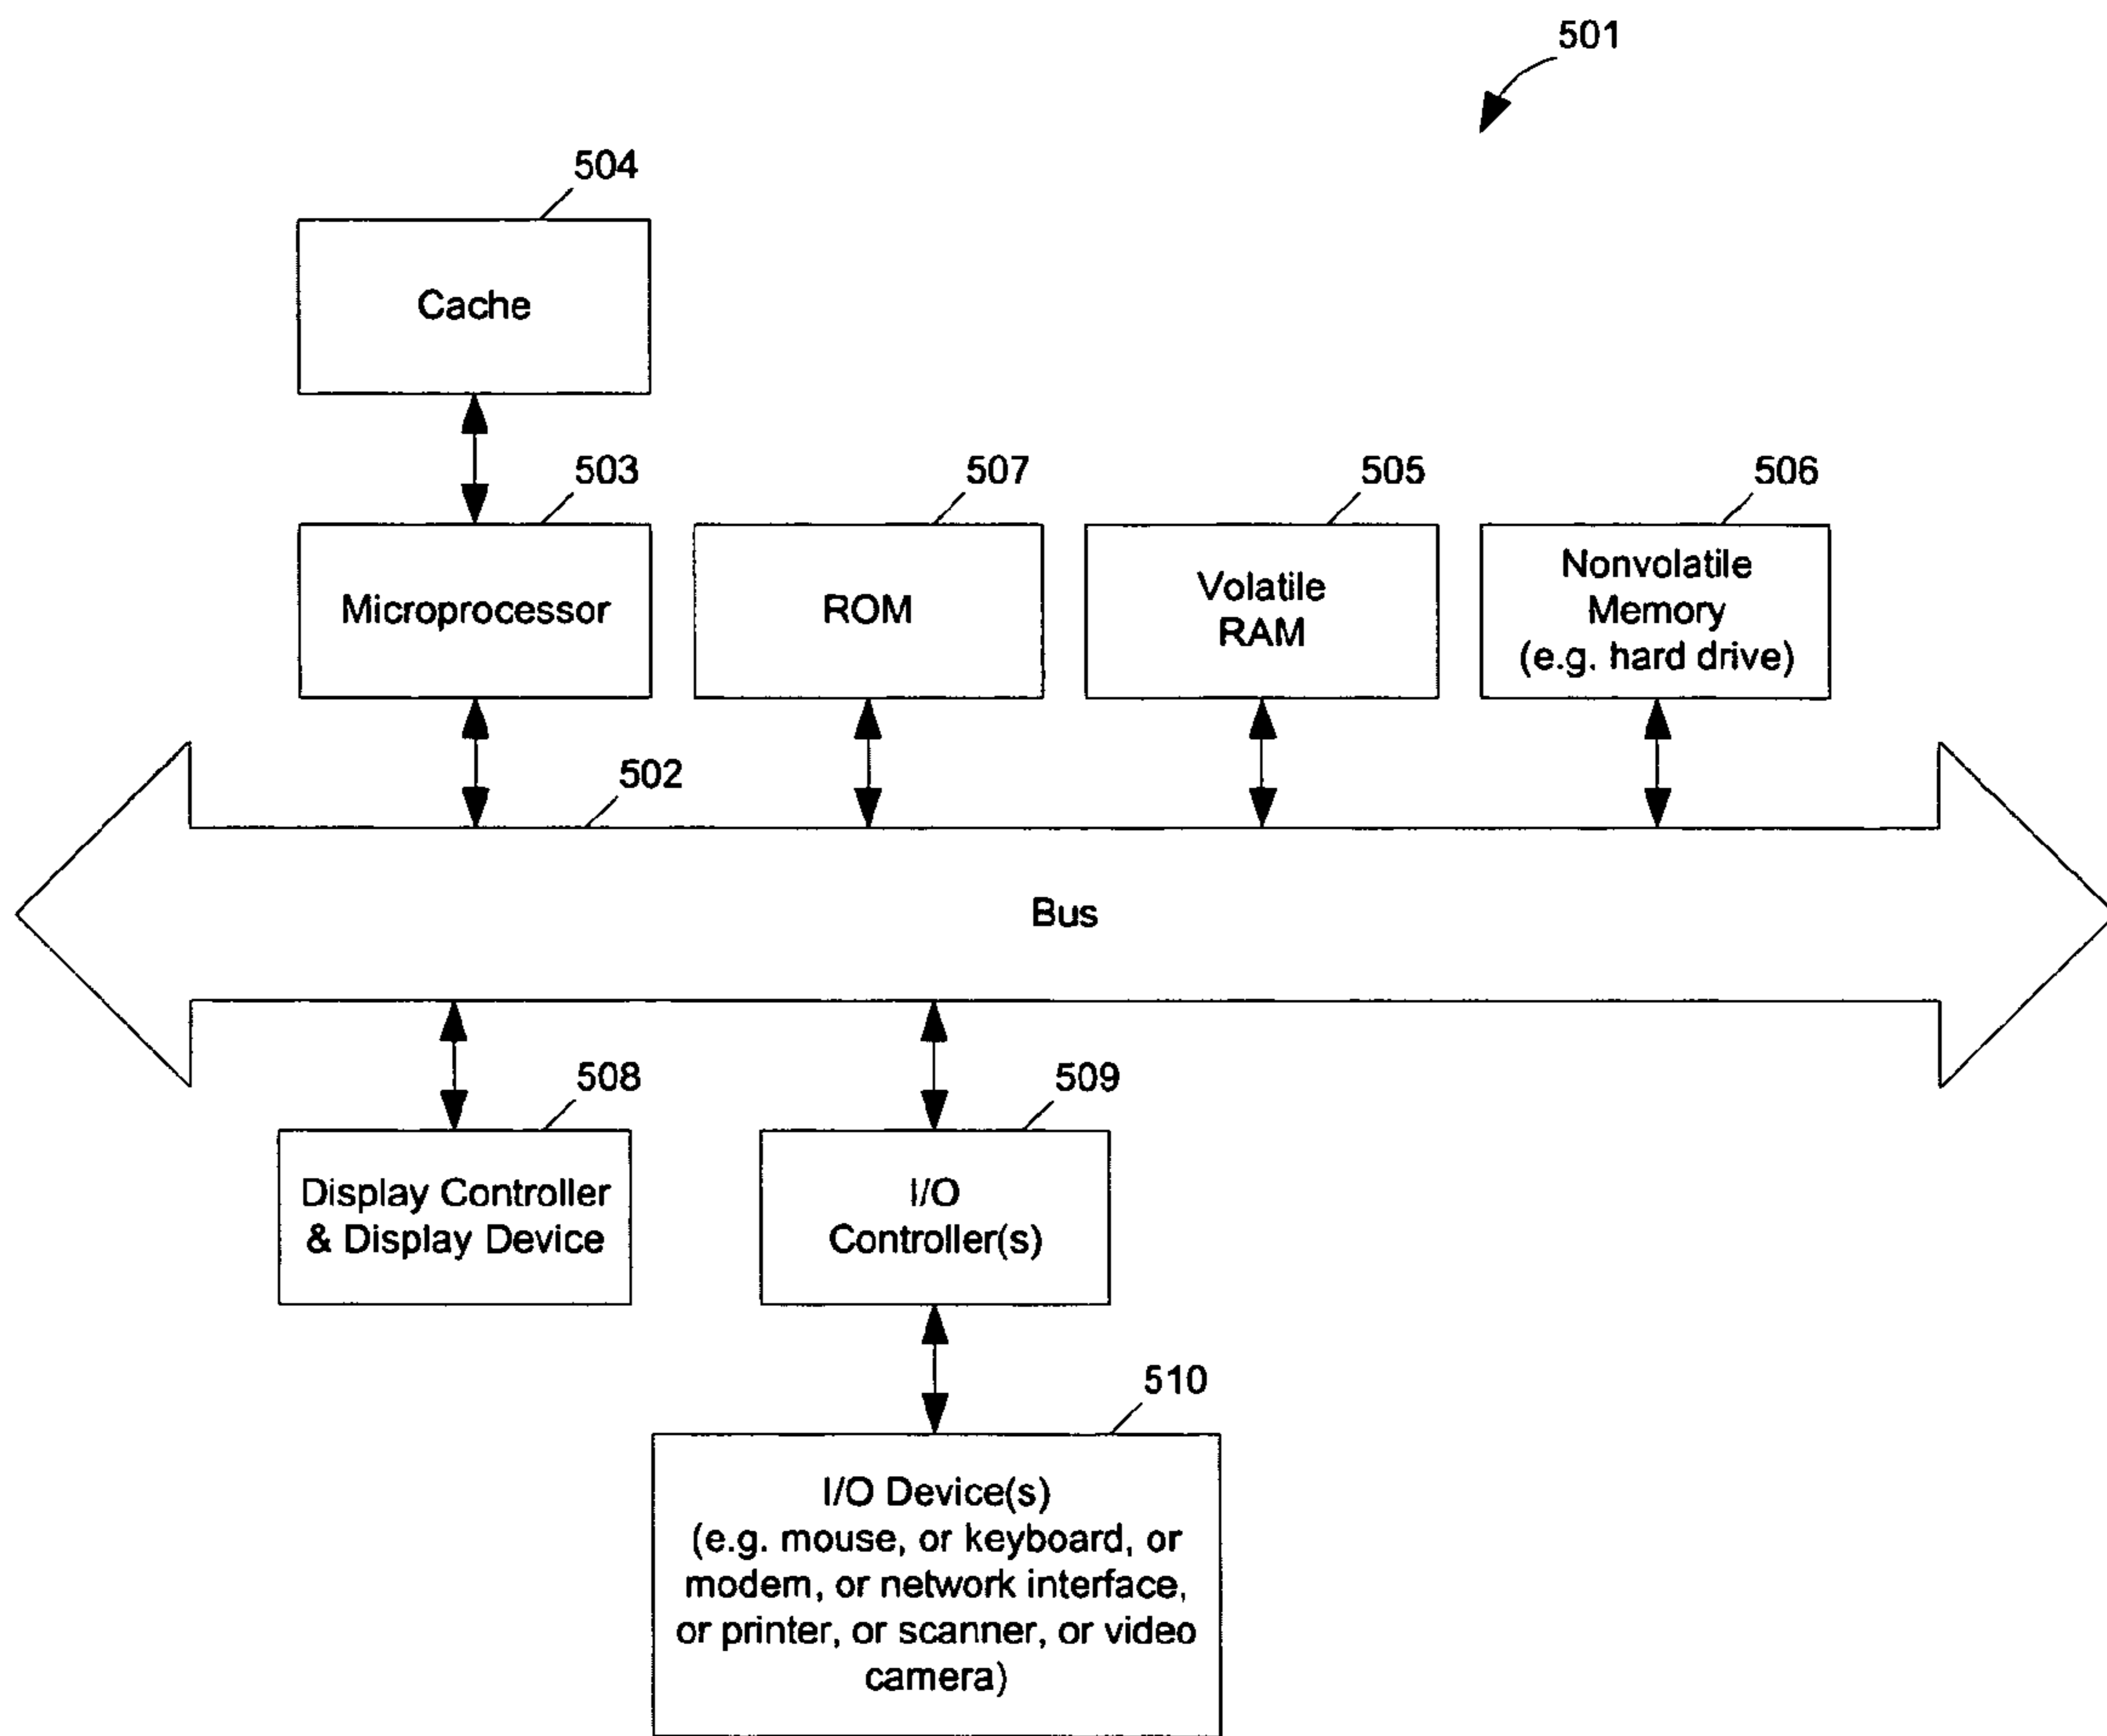 501
504
Cache
503
507
505
506
Microprocessor
ROM
Volatile
RAM
Nonvolatile
Memory
(e.g. hard drive)
502
Bus
508
509
Display Controller
& Display Device
I/O
Controller(s)
510
I/O Device(s)
(e.g. mouse, or keyboard, or
modem, or network interface,
or printer, or scanner, or video
camera)